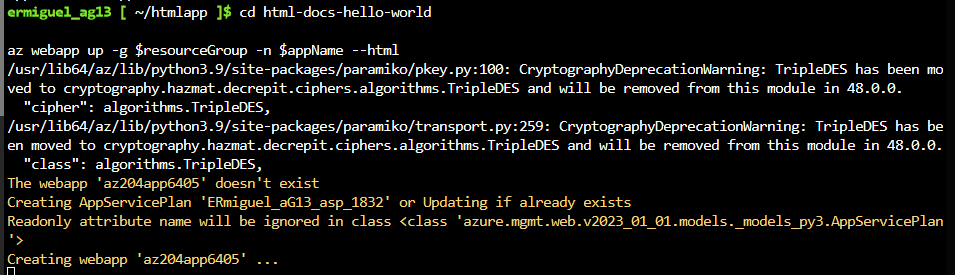 ermiguel_ag13 [ ~/htmlapp ]$ cd html-docs-hello-world
az webapp up -g $resourceGroup -n $appName --html
/usr/lib64/az/lib/python3.9/site-packages/paramiko/pkey.py:100: CryptographyDeprecationWarning: TripleDES has been mo
ved to cryptography.hazmat.decrepit.ciphers.algorithms.TripleDES and will be removed from this module in 48.0.0.
  "cipher": algorithms.TripleDES,
/usr/lib64/az/lib/python3.9/site-packages/paramiko/transport.py:259: CryptographyDeprecationWarning: TripleDES has be
en moved to cryptography.hazmat.decrepit.ciphers.algorithms.TripleDES and will be removed from this module in 48.0.0.
  "class": algorithms.TripleDES,
The webapp 'az204app6405' doesn't exist
Creating AppServicePlan 'ERmiguel_aG13_asp_1832' or Updating if already exists
Readonly attribute name will be ignored in class <class 'azure.mgmt.web.v2023_01_01.models._models_py3.AppServicePlan
'>
Creating webapp 'az204app6405' ...